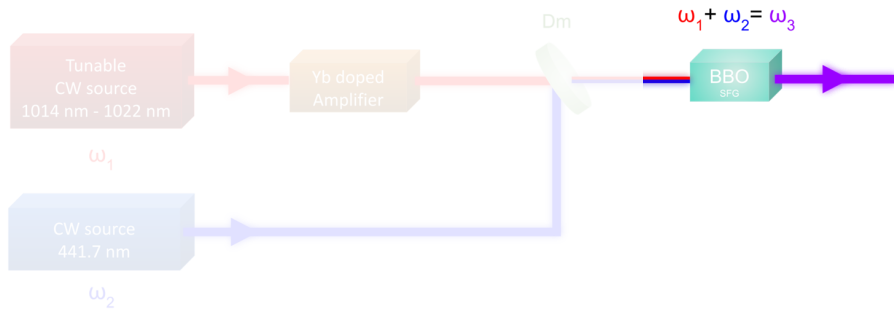 ω₁ + ω₂ = ω₃
Dm
Tunable
CW source
1014 nm - 1022 nm
Yb doped
Amplifier
BBO
SFG
ω₁
CW source
441.7 nm
ω₂